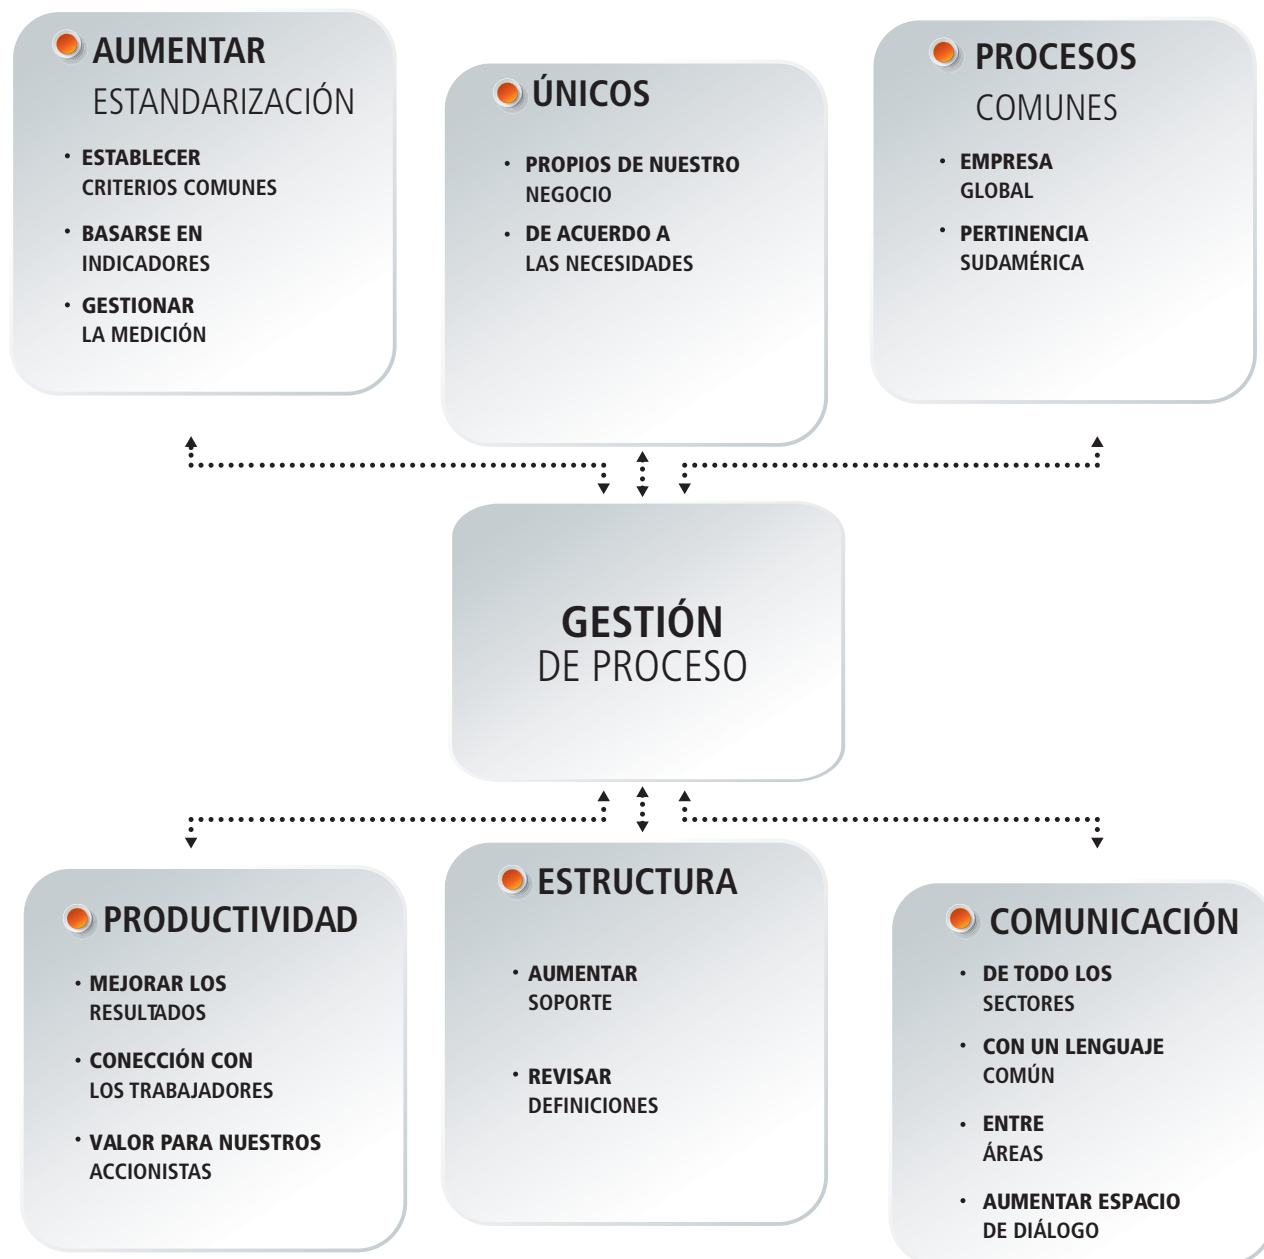 AUMENTAR
ESTANDARIZACIÓN
· ESTABLECER
CRITERIOS COMUNES
· BASARSE EN
INDICADORES
· GESTIONAR
LA MEDICIÓN
ÚNICOS
· PROPIOS DE NUESTRO
NEGOCIO
· DE ACUERDO A
LAS NECESIDADES
PROCESOS
COMUNES
· EMPRESA
GLOBAL
· PERTINENCIA
SUDAMÉRICA
GESTIÓN
DE PROCESO
PRODUCTIVIDAD
· MEJORAR LOS
RESULTADOS
· CONECCIÓN CON
LOS TRABAJADORES
· VALOR PARA NUESTROS
ACCIONISTAS
ESTRUCTURA
· AUMENTAR
SOPORTE
· REVISAR
DEFINICIONES
COMUNICACIÓN
· DE TODO LOS
SECTORES
· CON UN LENGUAJE
COMÚN
· ENTRE
ÁREAS
· AUMENTAR ESPACIO
DE DIÁLOGO